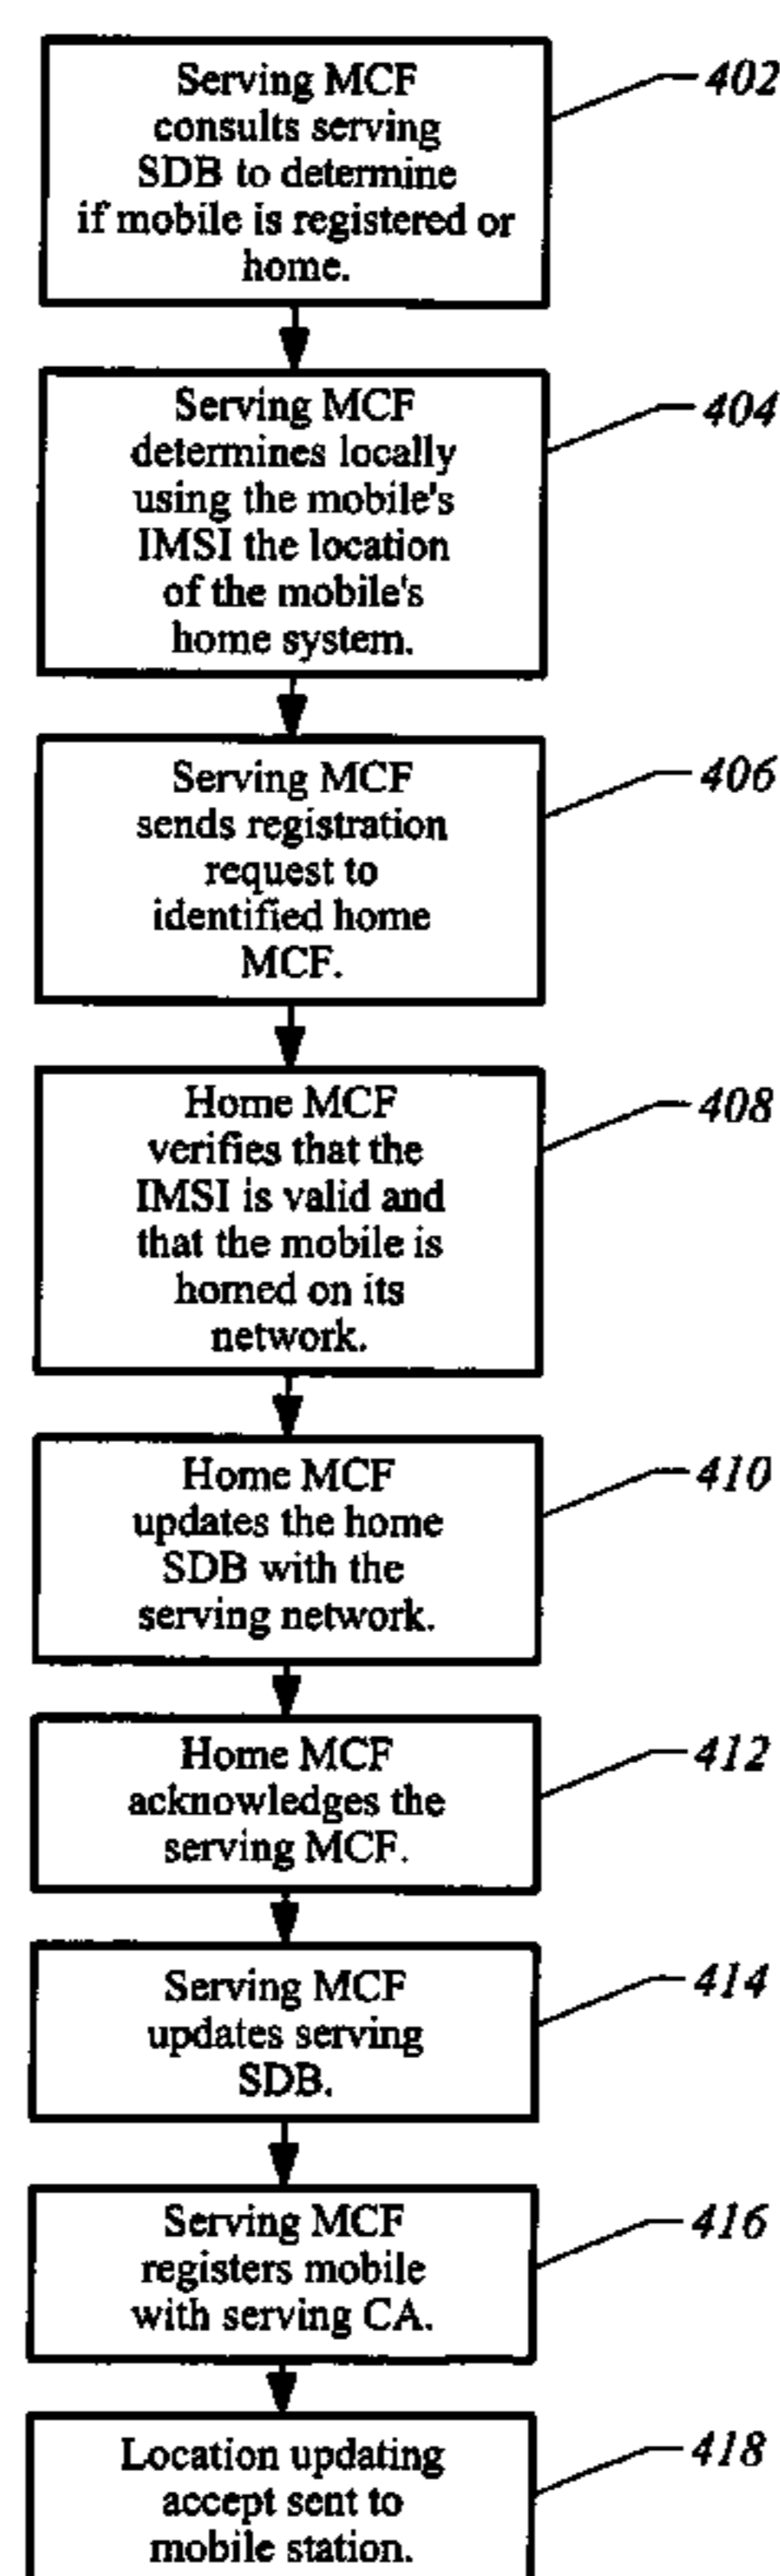 Serving MCF
consults serving
SDB to determine
if mobile is registered or
home.
402
Serving MCF
determines locally
using the mobile's
IMSI the location
of the mobile's
home system.
404
Serving MCF
sends registration
request to
identified home
MCF.
406
Home MCF
verifies that the
IMSI is valid and
that the mobile is
homed on its
network.
408
Home MCF
updates the home
SDB with the
serving network.
410
Home MCF
acknowledges the
serving MCF.
412
Serving MCF
updates serving
SDB.
414
Serving MCF
registers mobile
with serving CA.
416
Location updating
accept sent to
mobile station.
418